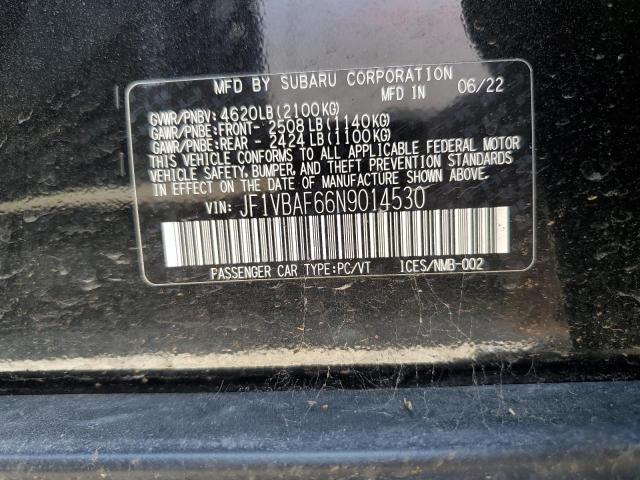 MFD BY SUBARU CORPORATION
MFD IN 06/22
GVWR/PNBV: 4620LB(2100KG)
GAWR/PNBE:FRONT- 2508LB(1140KG)
GAWR/PNBE:REAR - 2424LB(1100KG)
THIS VEHICLE CONFORMS TO ALL APPLICABLE FEDERAL MOTOR
VEHICLE SAFETY, BUMPER, AND THEFT PREVENTION STANDARDS
IN EFFECT ON THE DATE OF MANUFACTURE SHOWN ABOVE.
VIN: JF1VBAF66N9014530
PASSENGER CAR TYPE:PC/VT ICES/NMB-002